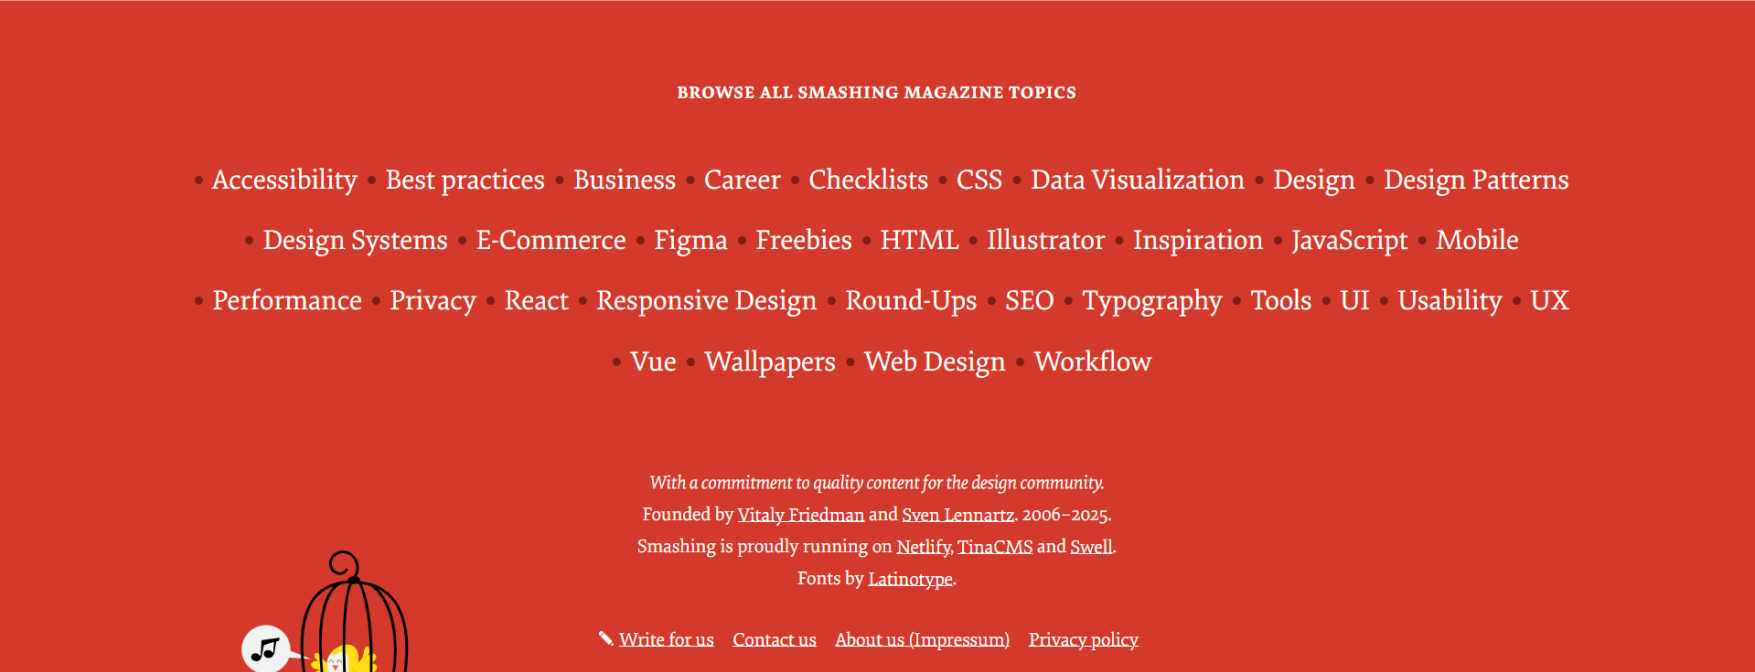 BROWSE ALL SMASHING MAGAZINE TOPICS
• Accessibility • Best practices • Business • Career • Checklists • CSS • Data Visualization • Design • Design Patterns
• Design Systems • E-Commerce • Figma • Freebies • HTML • Illustrator • Inspiration • JavaScript • Mobile
• Performance • Privacy • React • Responsive Design • Round-Ups • SEO • Typography • Tools • UI • Usability • UX
• Vue • Wallpapers • Web Design • Workflow
With a commitment to quality content for the design community.
Founded by Vitaly Friedman and Sven Lennartz. 2006–2025.
Smashing is proudly running on Netlify, TinaCMS and Swell.
Fonts by Latinotype.
Write for us Contact us About us (Impressum) Privacy policy